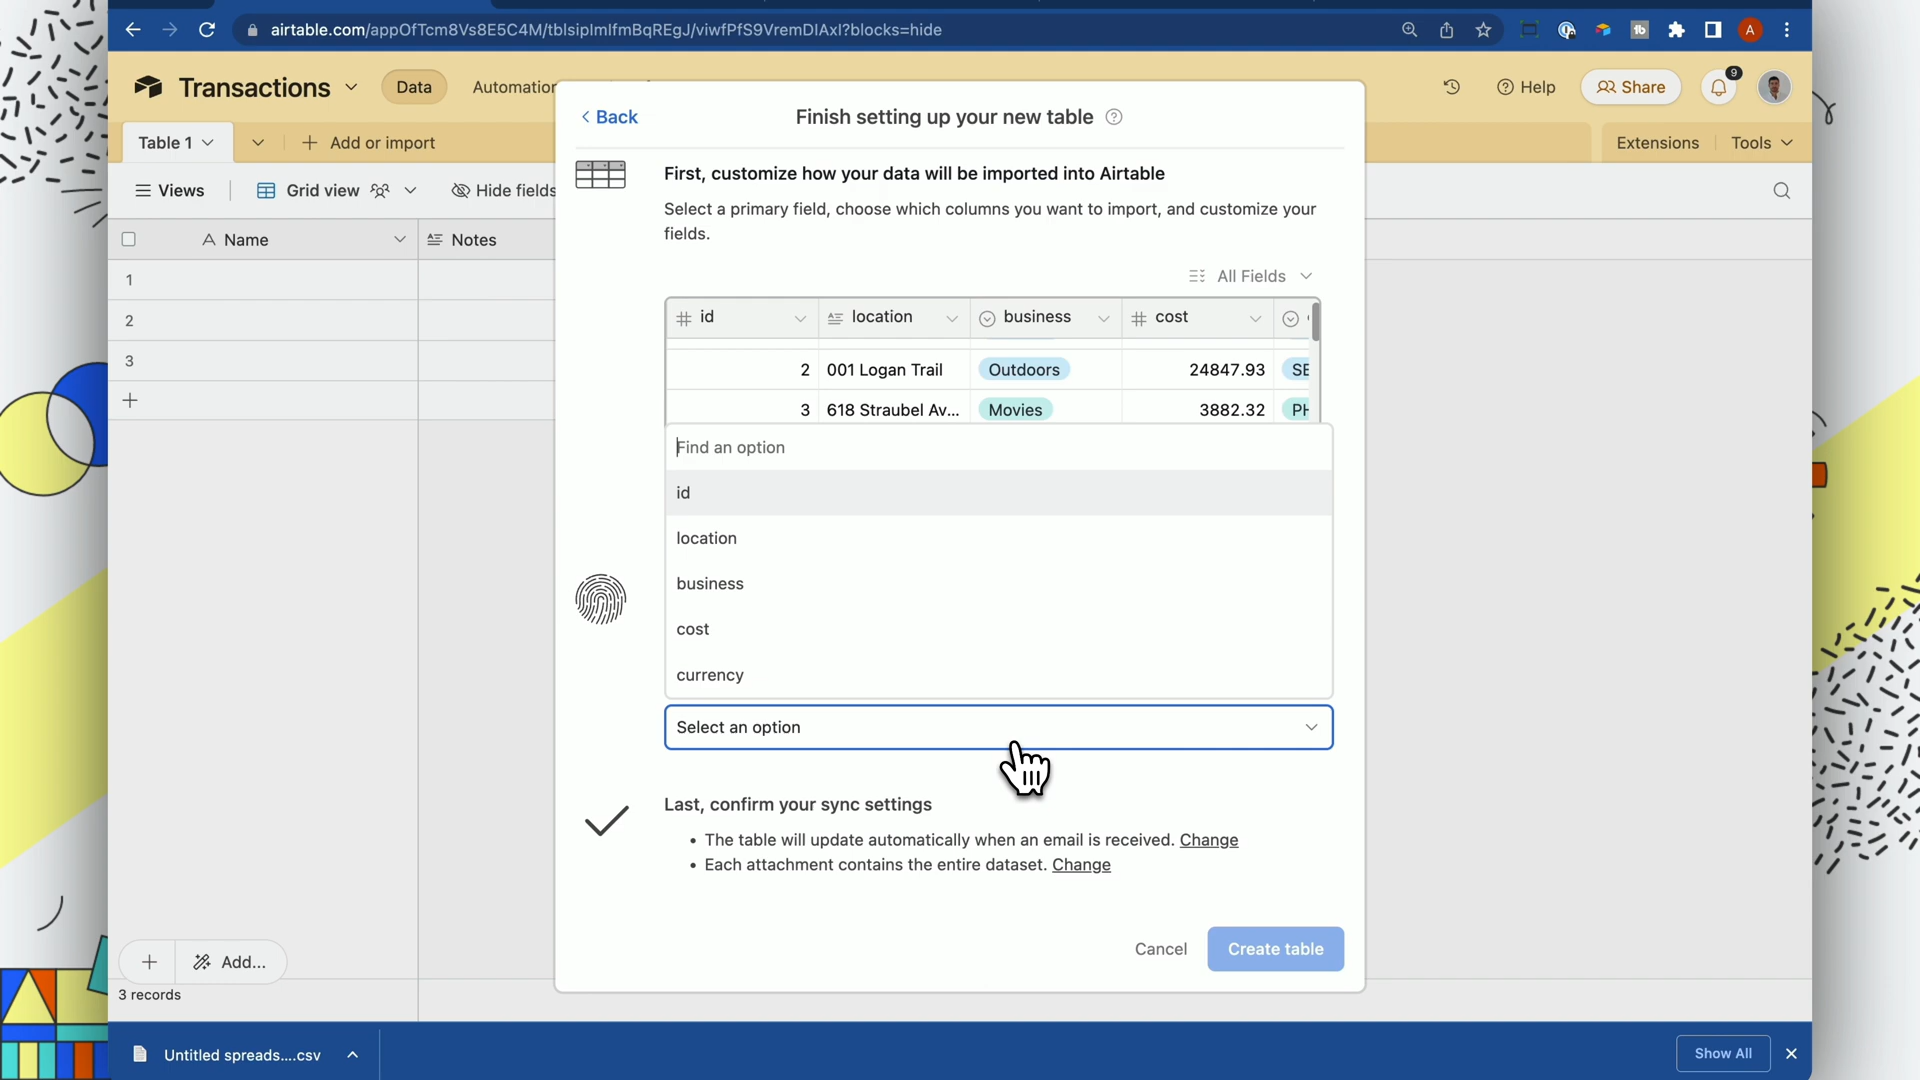 airtable.com/appOfTcm8Vs8E5C4M/tblsipImIfmBqREgJ/viwfPfS9VremDIAxI?blocks=hide
A
Transactions
Data
Automation
Help
Share
9
Table 1
Add or import
Extensions
Tools
Views
Grid view
Hide fields
Name
Notes
1
2
3
Back
Finish setting up your new table
First, customize how your data will be imported into Airtable
Select a primary field, choose which columns you want to import, and customize your
fields.
All Fields
id
location
business
cost
2
001 Logan Trail
Outdoors
24847.93
SE
3
618 Straubel Av...
Movies
3882.32
PH
Find an option
id
location
business
cost
currency
Select an option
Last, confirm your sync settings
• The table will update automatically when an email is received. Change
• Each attachment contains the entire dataset. Change
Cancel
Create table
Add...
3 records
Untitled spreads....csv
Show All